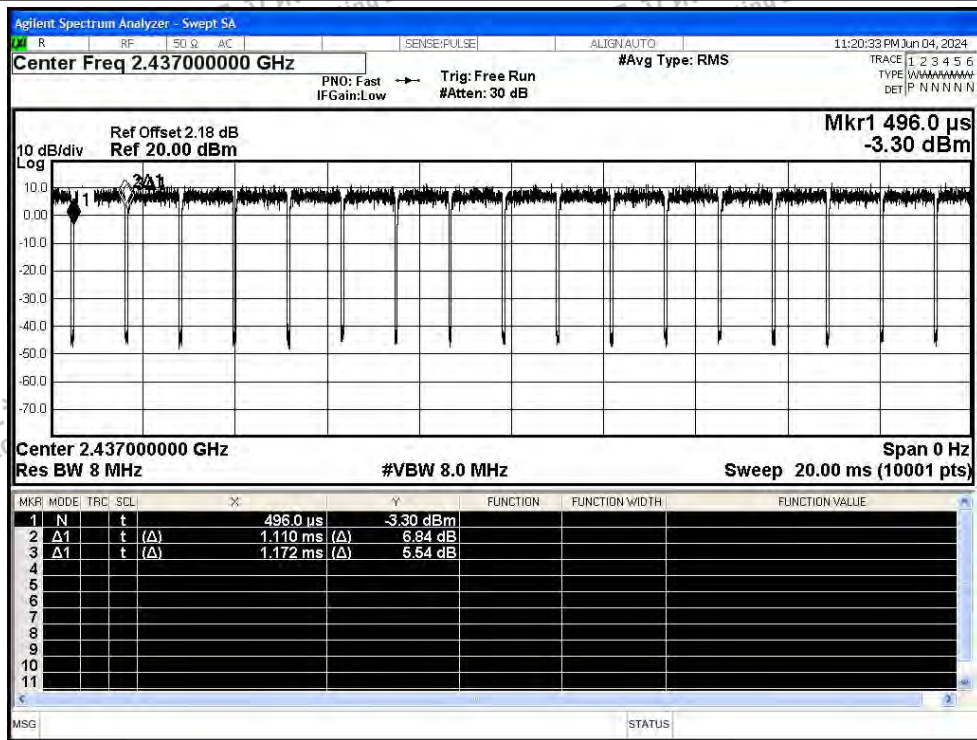 Agilent Spectrum Analyzer - Swept SA
R RF 50 Ω AC SENSE:PULSE ALIGNAUTO 11:20:33 PM Jun 04, 2024
Center Freq 2.437000000 GHz #Avg Type: RMS TRACE 1 2 3 4 5 6
PNO: Fast Trig: Free Run TYPE WWWWWW
IFGain:Low #Atten: 30 dB DET P N N N N N
Mkr1 496.0 µs
Ref Offset 2.18 dB
10 dB/div Ref 20.00 dBm -3.30 dBm
Log
10.0
0.00
-10.0
-20.0
-30.0
-40.0
-50.0
-60.0
-70.0
1
3Δ1
Center 2.437000000 GHz Span 0 Hz
Res BW 8 MHz #VBW 8.0 MHz Sweep 20.00 ms (10001 pts)
MKR MODE TRC SCL X Y FUNCTION FUNCTION WIDTH FUNCTION VALUE
1 N t 496.0 µs -3.30 dBm
2 Δ1 t (Δ) 1.110 ms (Δ) 6.84 dB
3 Δ1 t (Δ) 1.172 ms (Δ) 5.54 dB
4
5
6
7
8
9
10
11
MSG STATUS